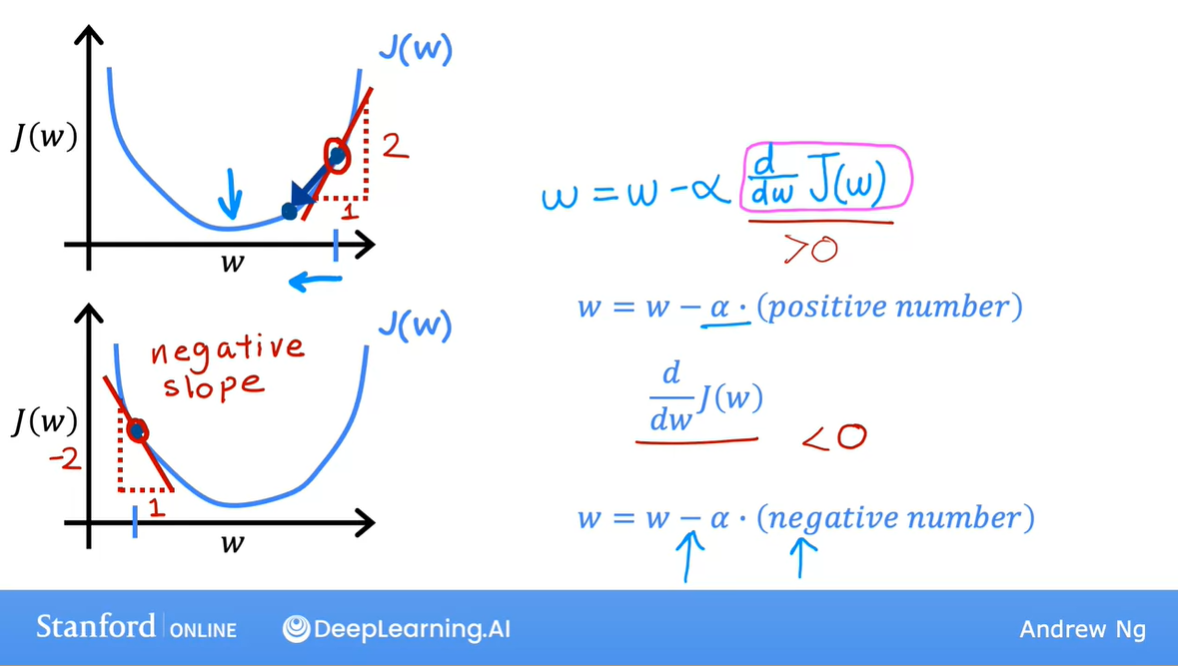 J(w)
J(w)
2
1
w
w = w - α d/dw J(w)
>0
w = w − α · (positive number)
J(w)
negative
slope
J(w)
-2
1
w
d/dw J(w)
<0
w = w − α · (negative number)
Stanford ONLINE
DeepLearning.AI
Andrew Ng